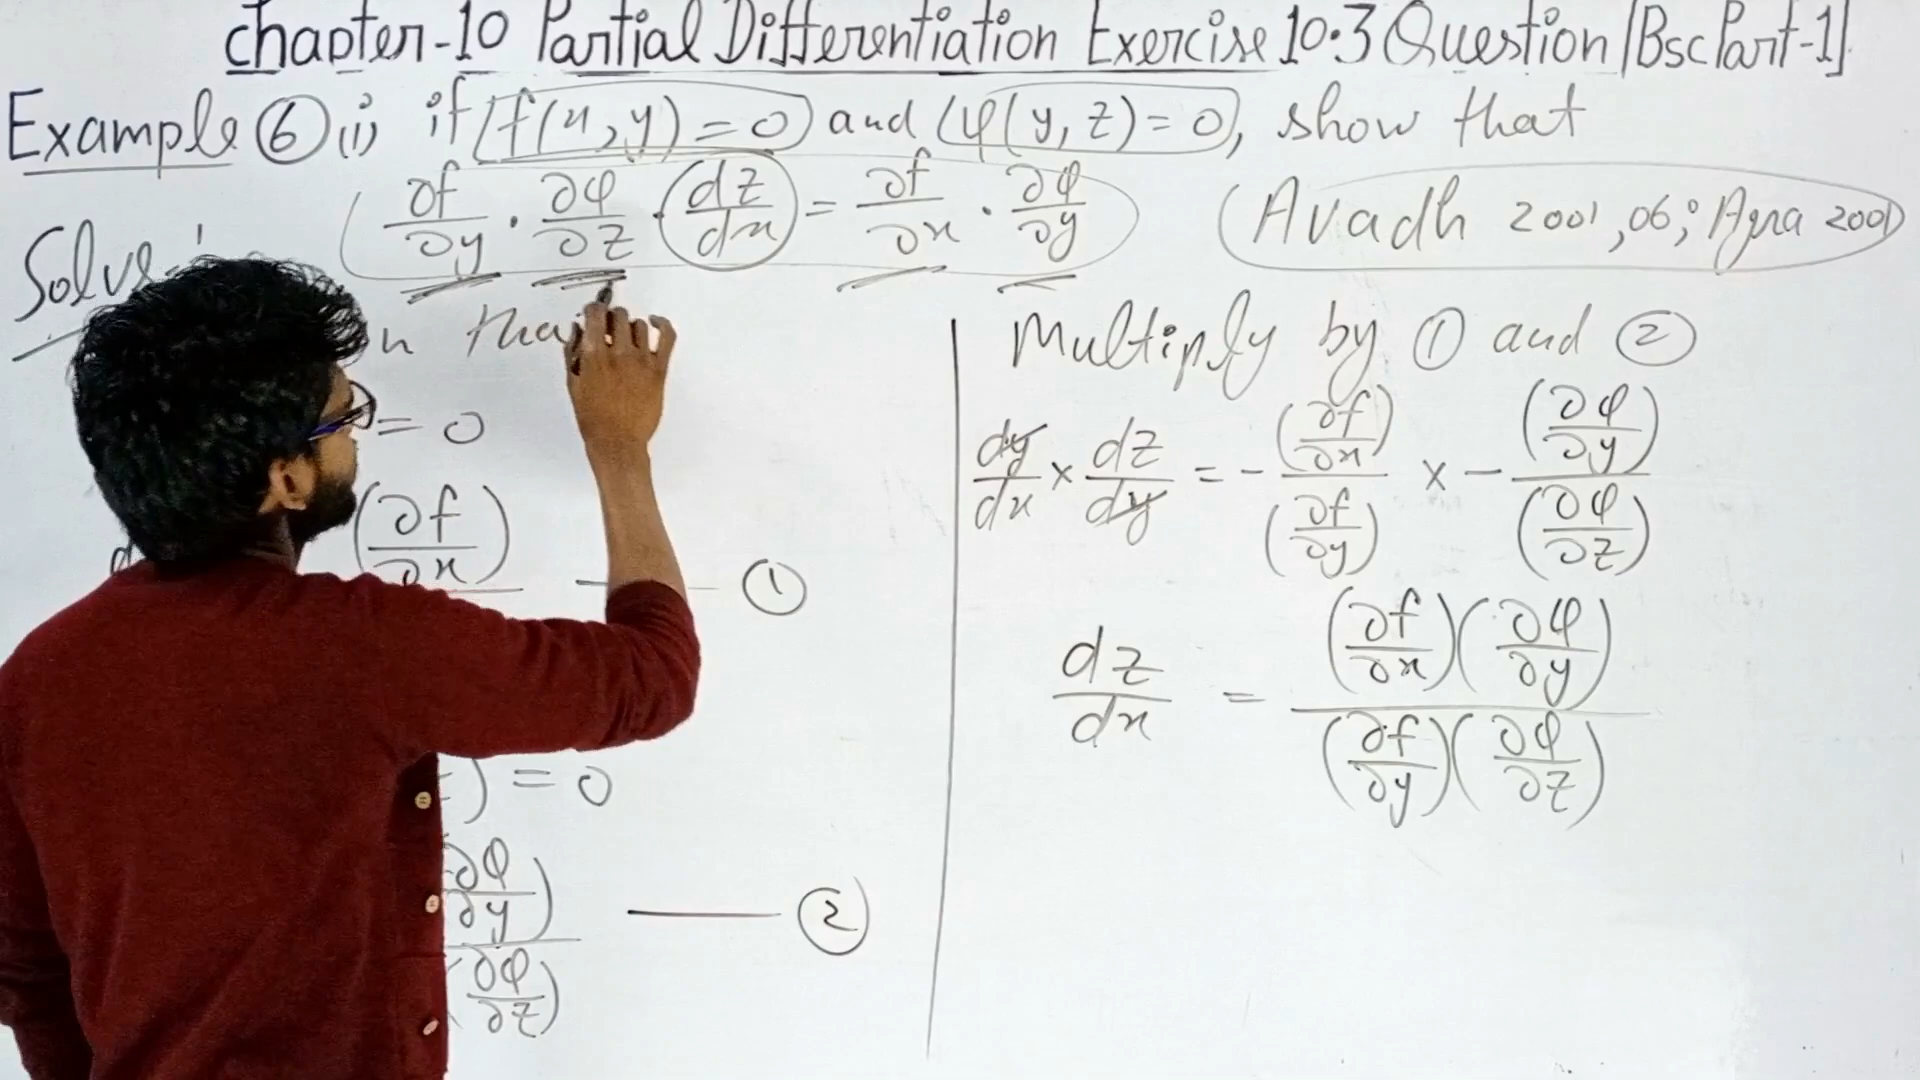 Chapter-10 Partial Differentiation Exercise 10.3 Question [Bsc Part-1]
Example ⑥ (i) if f(x,y)=0 and φ(y,z)=0, show that
∂f/∂y · ∂φ/∂z · dz/dx = ∂f/∂x · ∂φ/∂y (Avadh 2001,06; Agra 2001)
Solve:
that
= 0
(∂f/∂x) —— ①
) = 0
∂φ/∂y) —— ②
(∂φ/∂z)
Multiply by ① and ②
dy/dx × dz/dy = - (∂f/∂x)/(∂f/∂y) × - (∂φ/∂y)/(∂φ/∂z)
dz/dx = (∂f/∂x)(∂φ/∂y) / (∂f/∂y)(∂φ/∂z)